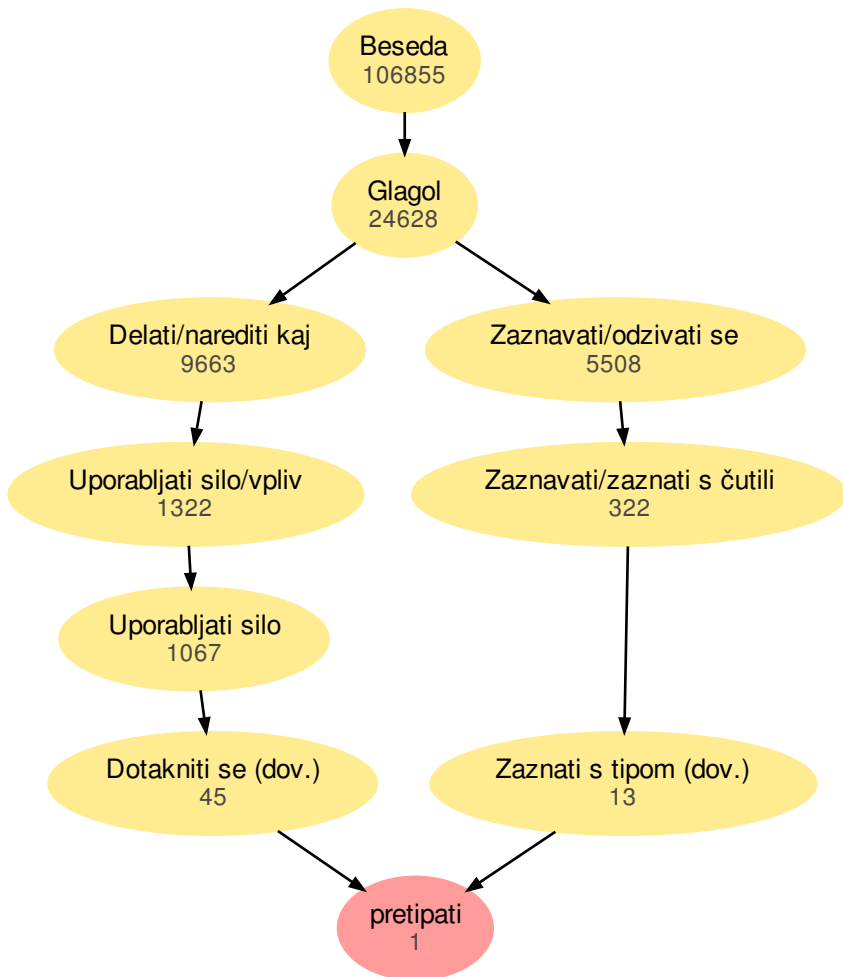 Beseda
106855
Glagol
24628
Delati/narediti kaj
9663
Zaznavati/odzivati se
5508
Uporabljati silo/vpliv
1322
Zaznavati/zaznati s čutili
322
Uporabljati silo
1067
Dotakniti se (dov.)
45
Zaznati s tipom (dov.)
13
pretipati
1